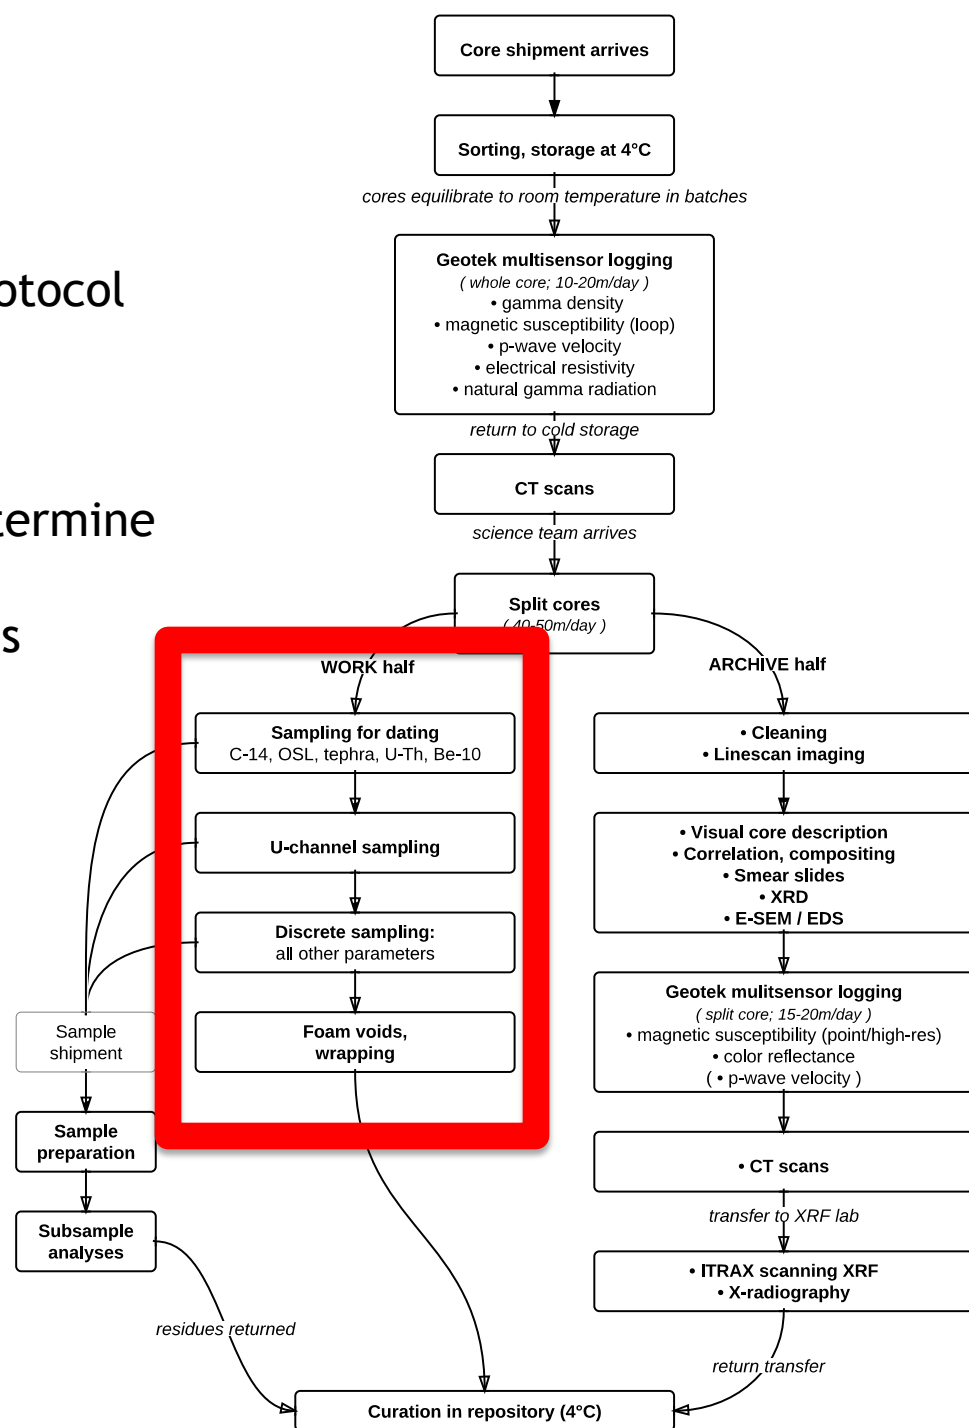 Core shipment arrives
Sorting, storage at 4°C
cores equilibrate to room temperature in batches
Geotek multisensor logging
( whole core; 10-20m/day )
• gamma density
• magnetic susceptibility (loop)
• p-wave velocity
• electrical resistivity
• natural gamma radiation
return to cold storage
CT scans
science team arrives
Split cores
( 40-50m/day )
WORK half
Sampling for dating
C-14, OSL, tephra, U-Th, Be-10
U-channel sampling
Discrete sampling:
all other parameters
Foam voids,
wrapping
Sample
shipment
Sample
preparation
Subsample
analyses
residues returned
ARCHIVE half
• Cleaning
• Linescan imaging
• Visual core description
• Correlation, compositing
• Smear slides
• XRD
• E-SEM / EDS
Geotek mulitsensor logging
( split core; 15-20m/day )
• magnetic susceptibility (point/high-res)
• color reflectance
( • p-wave velocity )
• CT scans
transfer to XRF lab
• ITRAX scanning XRF
• X-radiography
return transfer
Curation in repository (4°C)